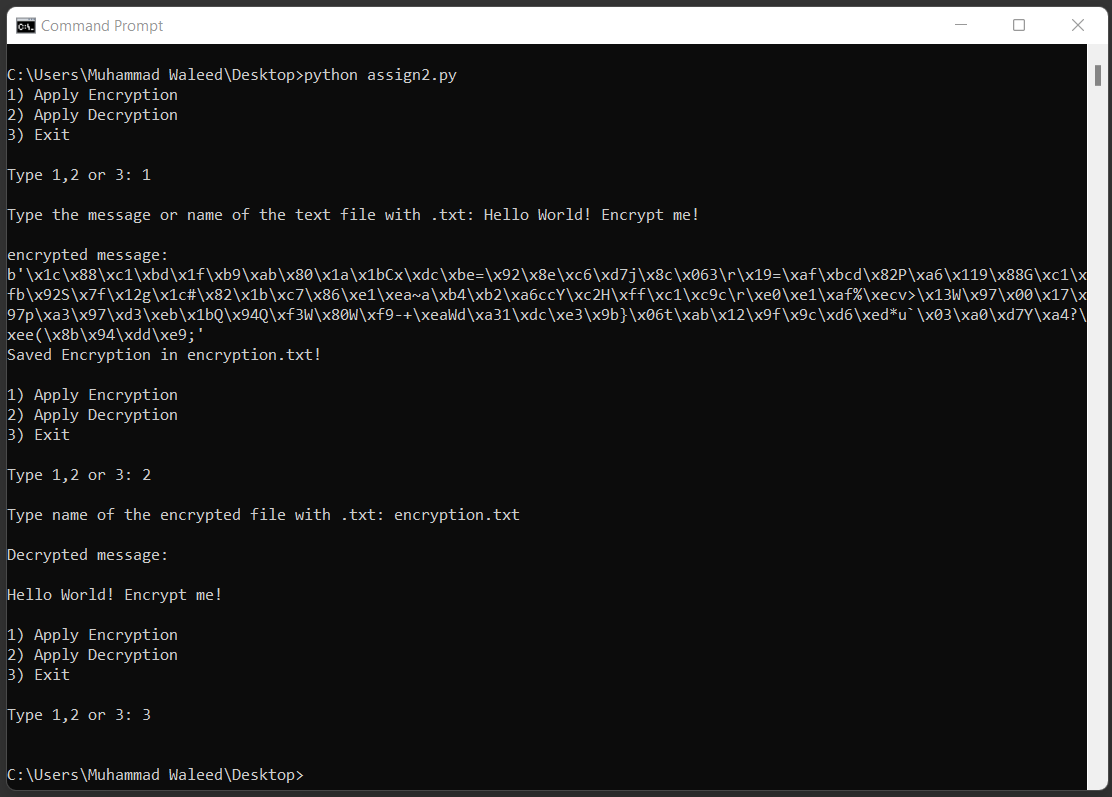 Command Prompt
C:\Users\Muhammad Waleed\Desktop>python assign2.py
1) Apply Encryption
2) Apply Decryption
3) Exit
Type 1,2 or 3: 1
Type the message or name of the text file with .txt: Hello World! Encrypt me!
encrypted message:
b'\x1c\x88\xc1\xbd\x1f\xb9\xab\x80\x1a\x1bCx\xdc\xbe=\x92\x8e\xc6\xd7j\x8c\x063\r\x19=\xaf\xbcd\x82P\xa6\x119\x88G\xc1\x
fb\x92S\x7f\x12g\x1c#\x82\x1b\xc7\x86\xe1\xea~a\xb4\xb2\xa6ccY\xc2H\xff\xc1\xc9c\r\xe0\xe1\xaf%\xecv>\x13W\x97\x00\x17\x
97p\xa3\x97\xd3\xeb\x1bQ\x94Q\xf3W\x80W\xf9-+\xeaWd\xa31\xdc\xe3\x9b}\x06t\xab\x12\x9f\x9c\xd6\xed*u`\x03\xa0\xd7Y\xa4?\
xee(\x8b\x94\xdd\xe9;'
Saved Encryption in encryption.txt!
1) Apply Encryption
2) Apply Decryption
3) Exit
Type 1,2 or 3: 2
Type name of the encrypted file with .txt: encryption.txt
Decrypted message:
Hello World! Encrypt me!
1) Apply Encryption
2) Apply Decryption
3) Exit
Type 1,2 or 3: 3
C:\Users\Muhammad Waleed\Desktop>